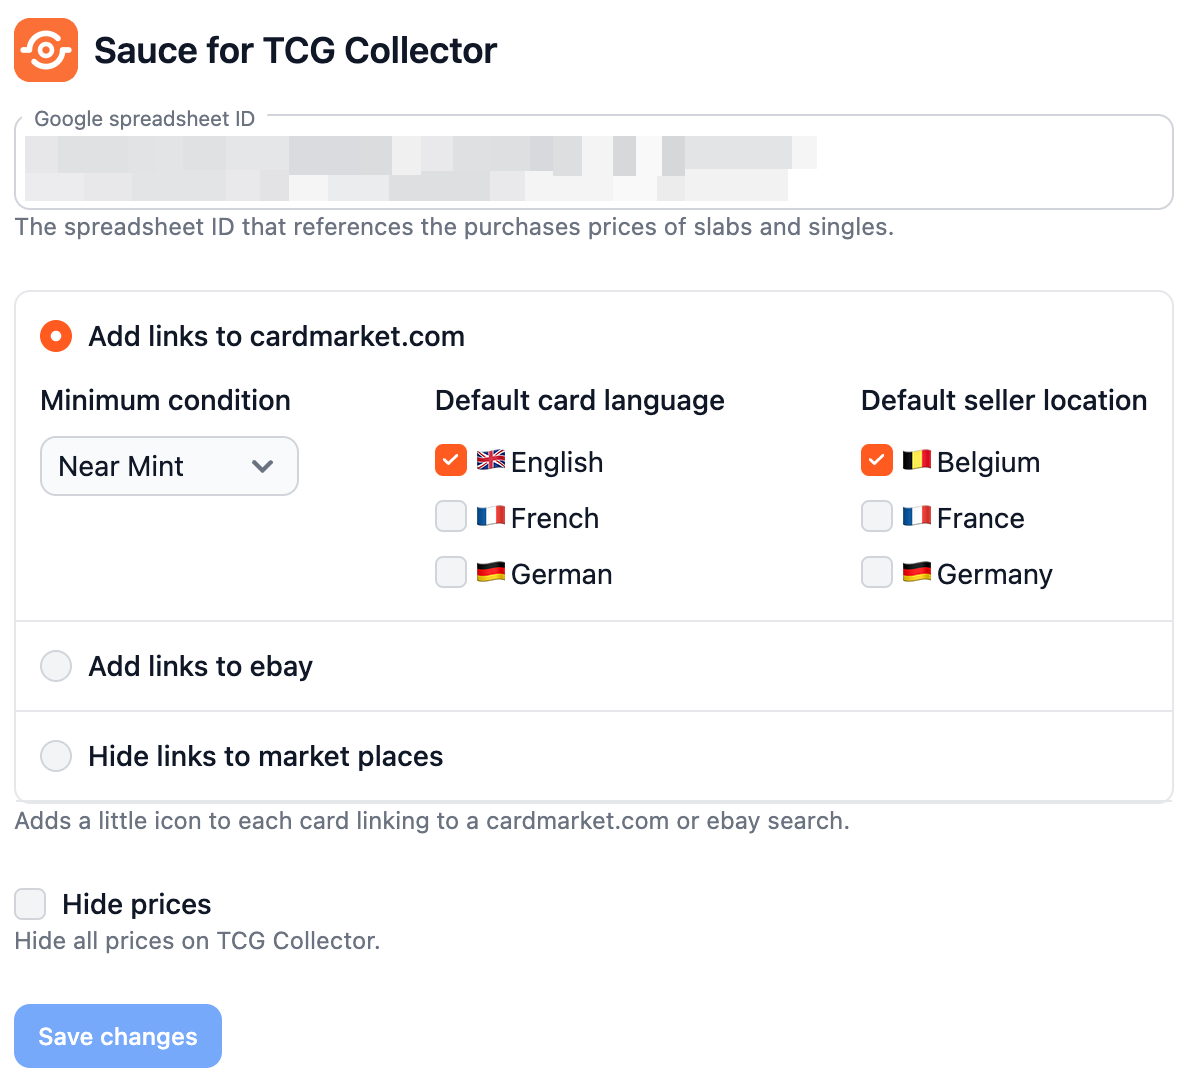 Sauce for TCG Collector
Google spreadsheet ID
The spreadsheet ID that references the purchases prices of slabs and singles.
Add links to cardmarket.com
Minimum condition
Default card language
Default seller location
Near Mint
English
Belgium
French
France
German
Germany
Add links to ebay
Hide links to market places
Adds a little icon to each card linking to a cardmarket.com or ebay search.
Hide prices
Hide all prices on TCG Collector.
Save changes